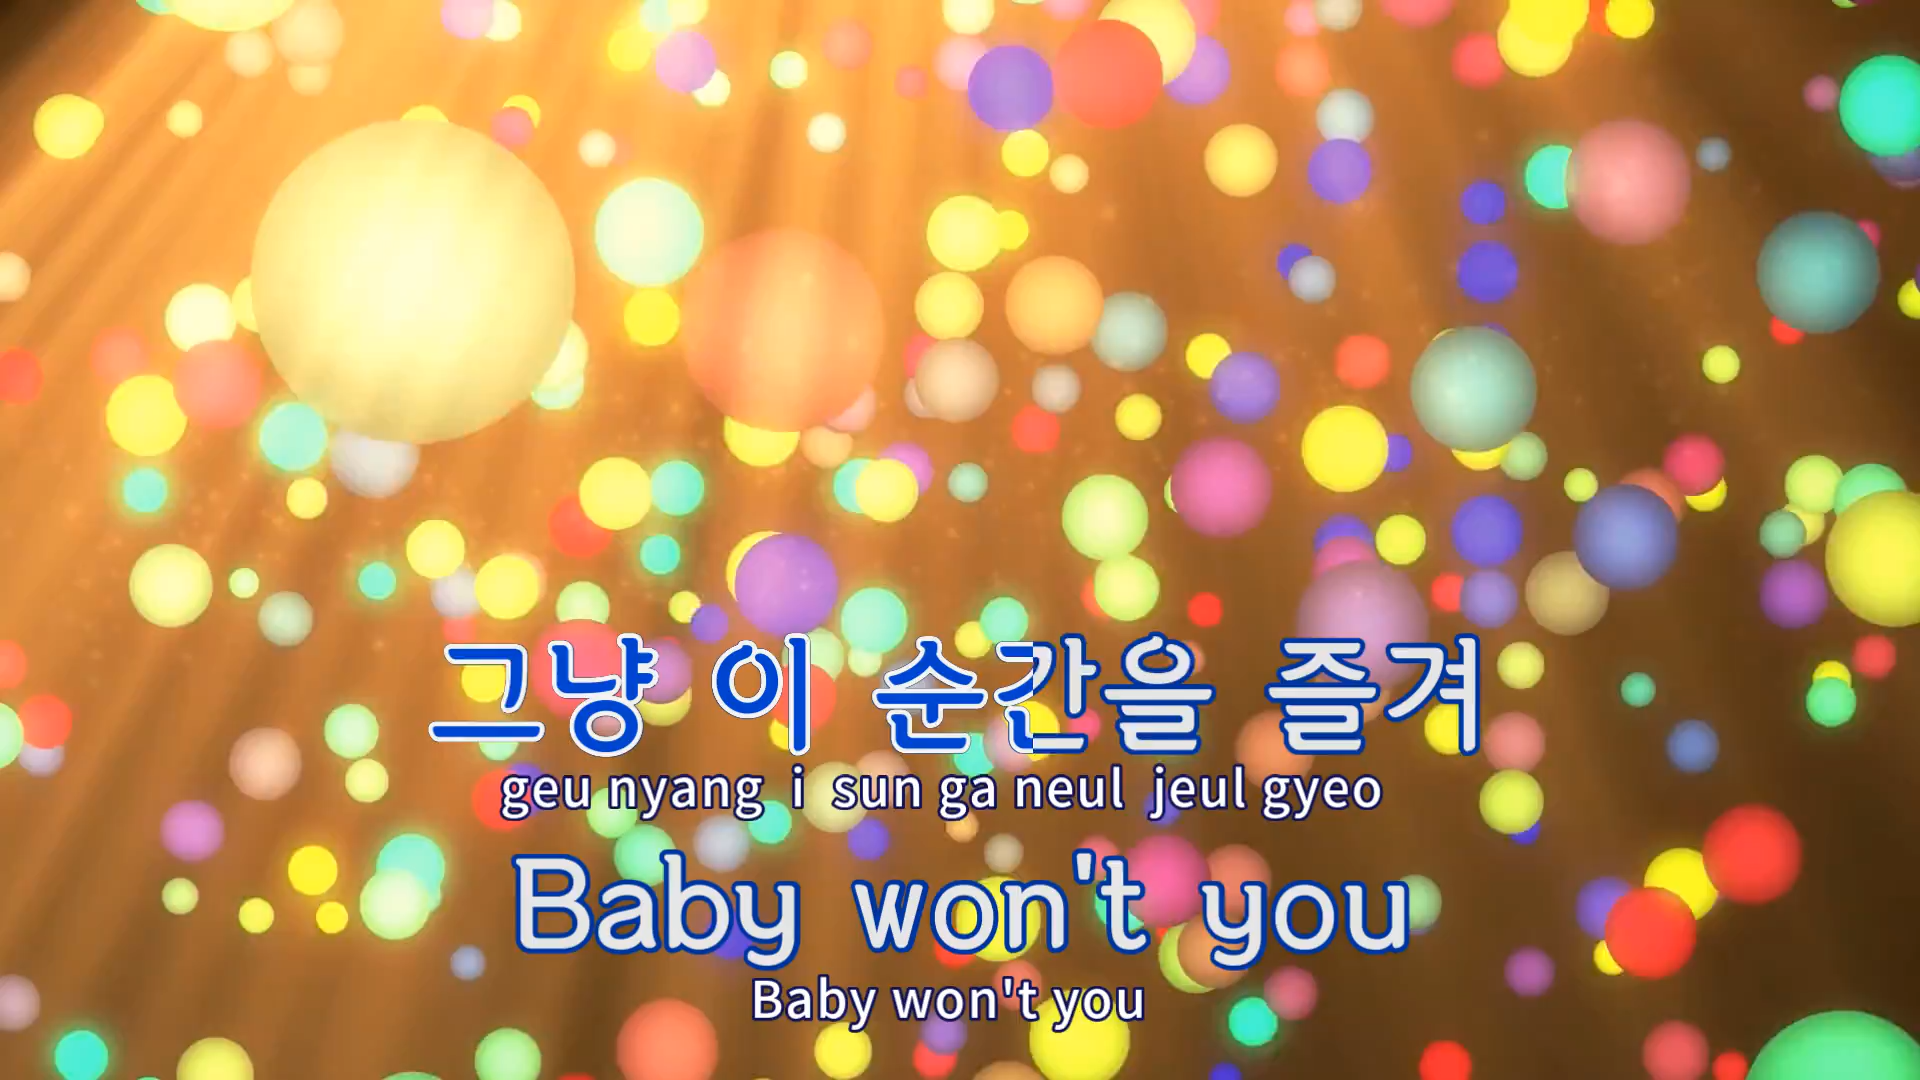 그냥 이 순간을 즐겨
geu nyang i sun ga neul jeul gyeo
Baby won't you
Baby won't you